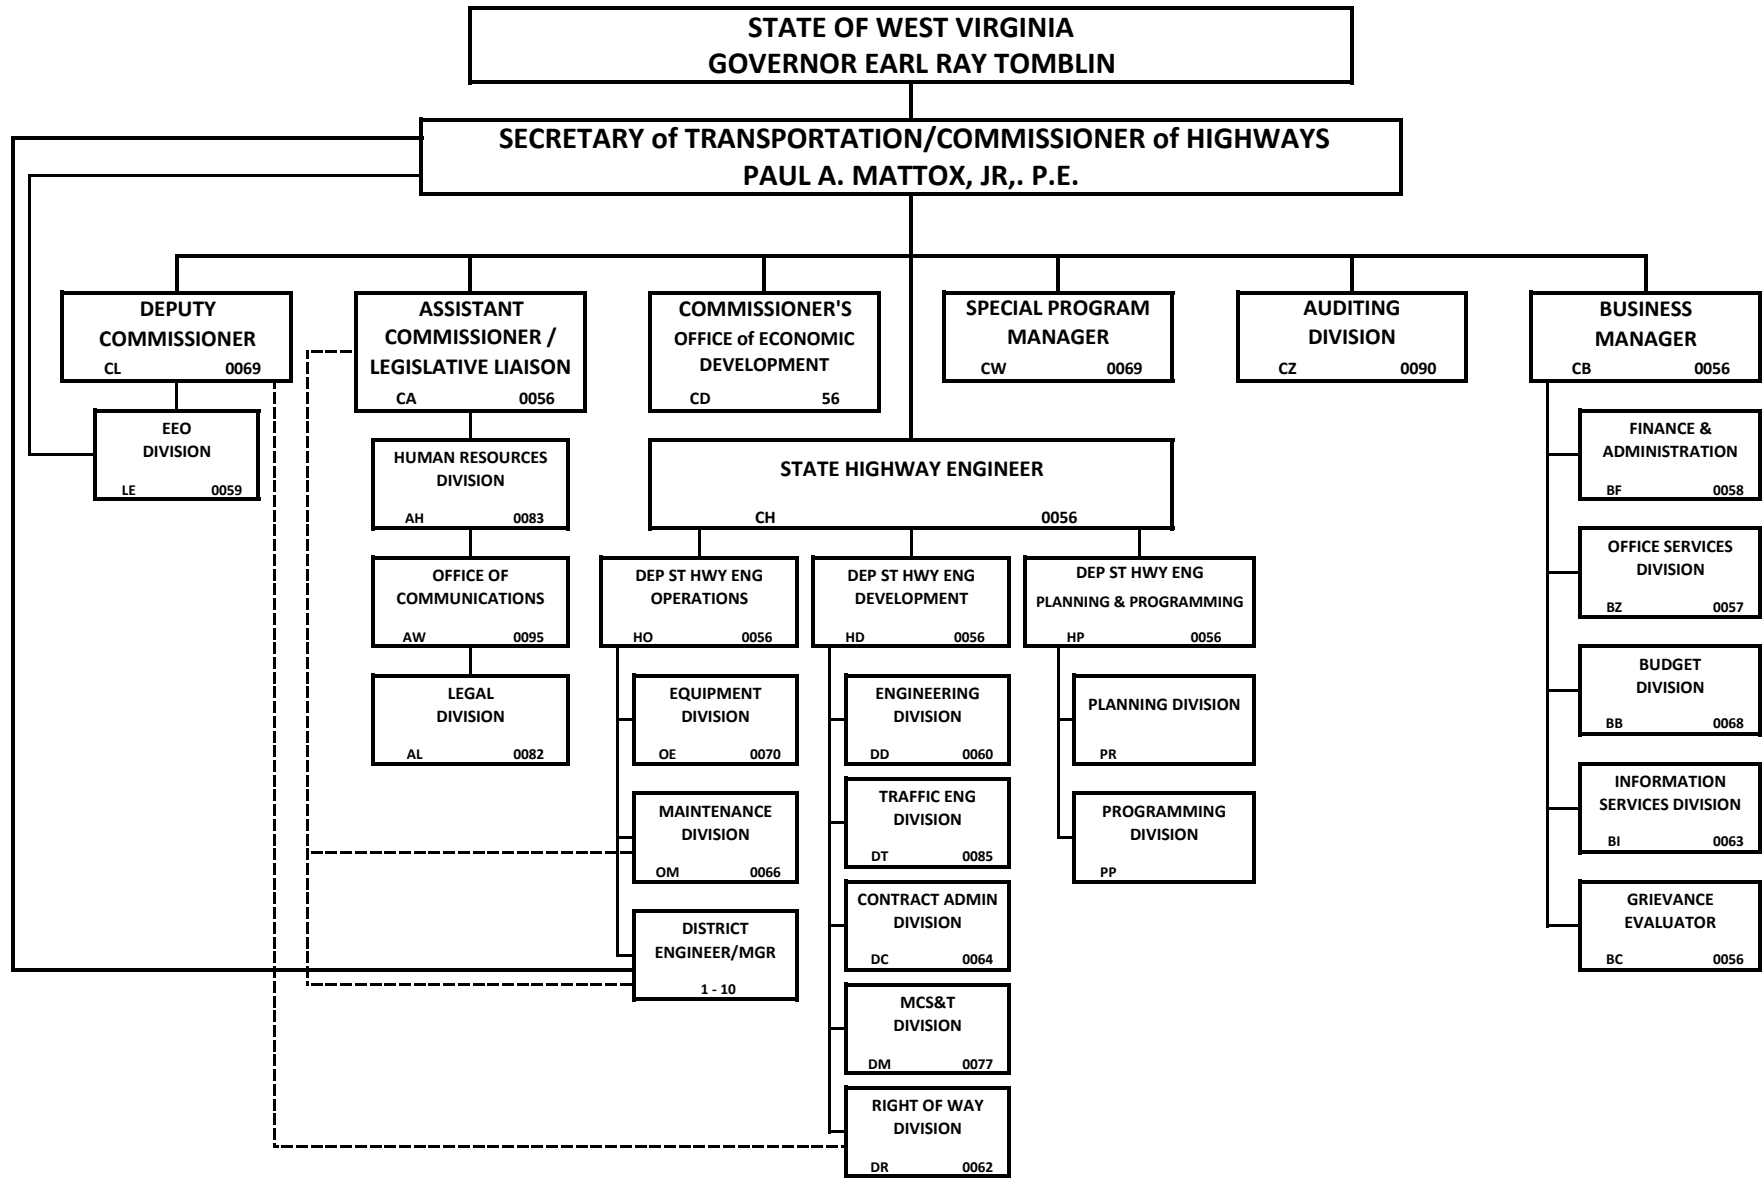 STATE OF WEST VIRGINIA
GOVERNOR EARL RAY TOMBLIN
SECRETARY of TRANSPORTATION/COMMISSIONER of HIGHWAYS
PAUL A. MATTOX, JR,. P.E.
DEPUTY
COMMISSIONER
CL 0069
EEO
DIVISION
LE 0059
ASSISTANT
COMMISSIONER /
LEGISLATIVE LIAISON
CA 0056
HUMAN RESOURCES
DIVISION
AH 0083
OFFICE OF
COMMUNICATIONS
AW 0095
LEGAL
DIVISION
AL 0082
COMMISSIONER'S
OFFICE of ECONOMIC
DEVELOPMENT
CD 56
SPECIAL PROGRAM
MANAGER
CW 0069
AUDITING
DIVISION
CZ 0090
BUSINESS
MANAGER
CB 0056
FINANCE &
ADMINISTRATION
BF 0058
OFFICE SERVICES
DIVISION
BZ 0057
BUDGET
DIVISION
BB 0068
INFORMATION
SERVICES DIVISION
BI 0063
GRIEVANCE
EVALUATOR
BC 0056
STATE HIGHWAY ENGINEER
CH 0056
DEP ST HWY ENG
OPERATIONS
HO 0056
EQUIPMENT
DIVISION
OE 0070
MAINTENANCE
DIVISION
OM 0066
DISTRICT
ENGINEER/MGR
1 - 10
DEP ST HWY ENG
DEVELOPMENT
HD 0056
ENGINEERING
DIVISION
DD 0060
TRAFFIC ENG
DIVISION
DT 0085
CONTRACT ADMIN
DIVISION
DC 0064
MCS&T
DIVISION
DM 0077
RIGHT OF WAY
DIVISION
DR 0062
DEP ST HWY ENG
PLANNING & PROGRAMMING
HP 0056
PLANNING DIVISION
PR
PROGRAMMING
DIVISION
PP